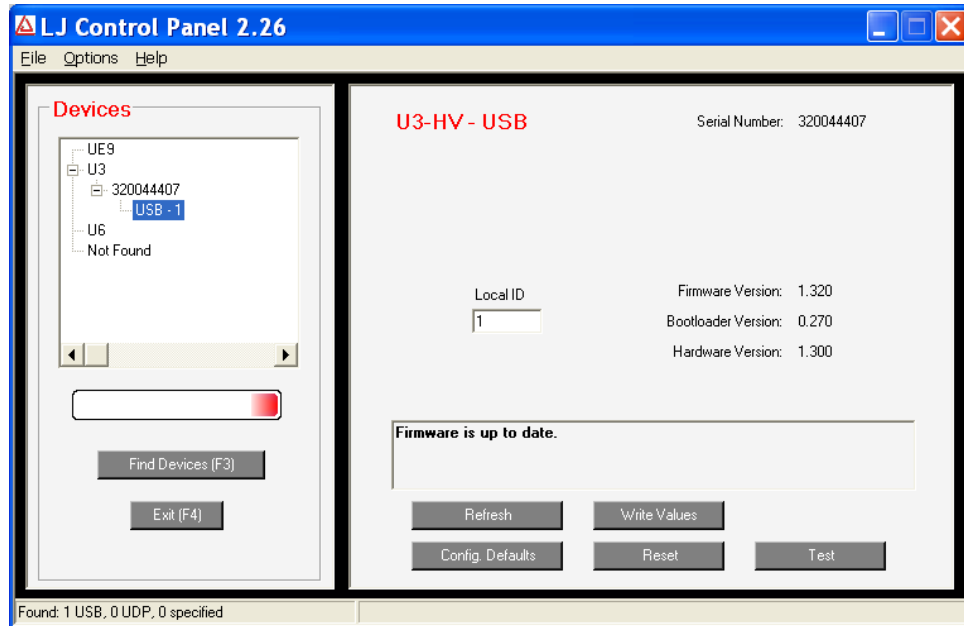 LJ Control Panel 2.26
File Options Help
Devices
UE9
U3
320044407
USB - 1
U6
Not Found
Find Devices (F3)
Exit (F4)
U3-HV - USB
Serial Number: 320044407
Local ID
1
Firmware Version: 1.320
Bootloader Version: 0.270
Hardware Version: 1.300
Firmware is up to date.
Refresh
Write Values
Config. Defaults
Reset
Test
Found: 1 USB, 0 UDP, 0 specified